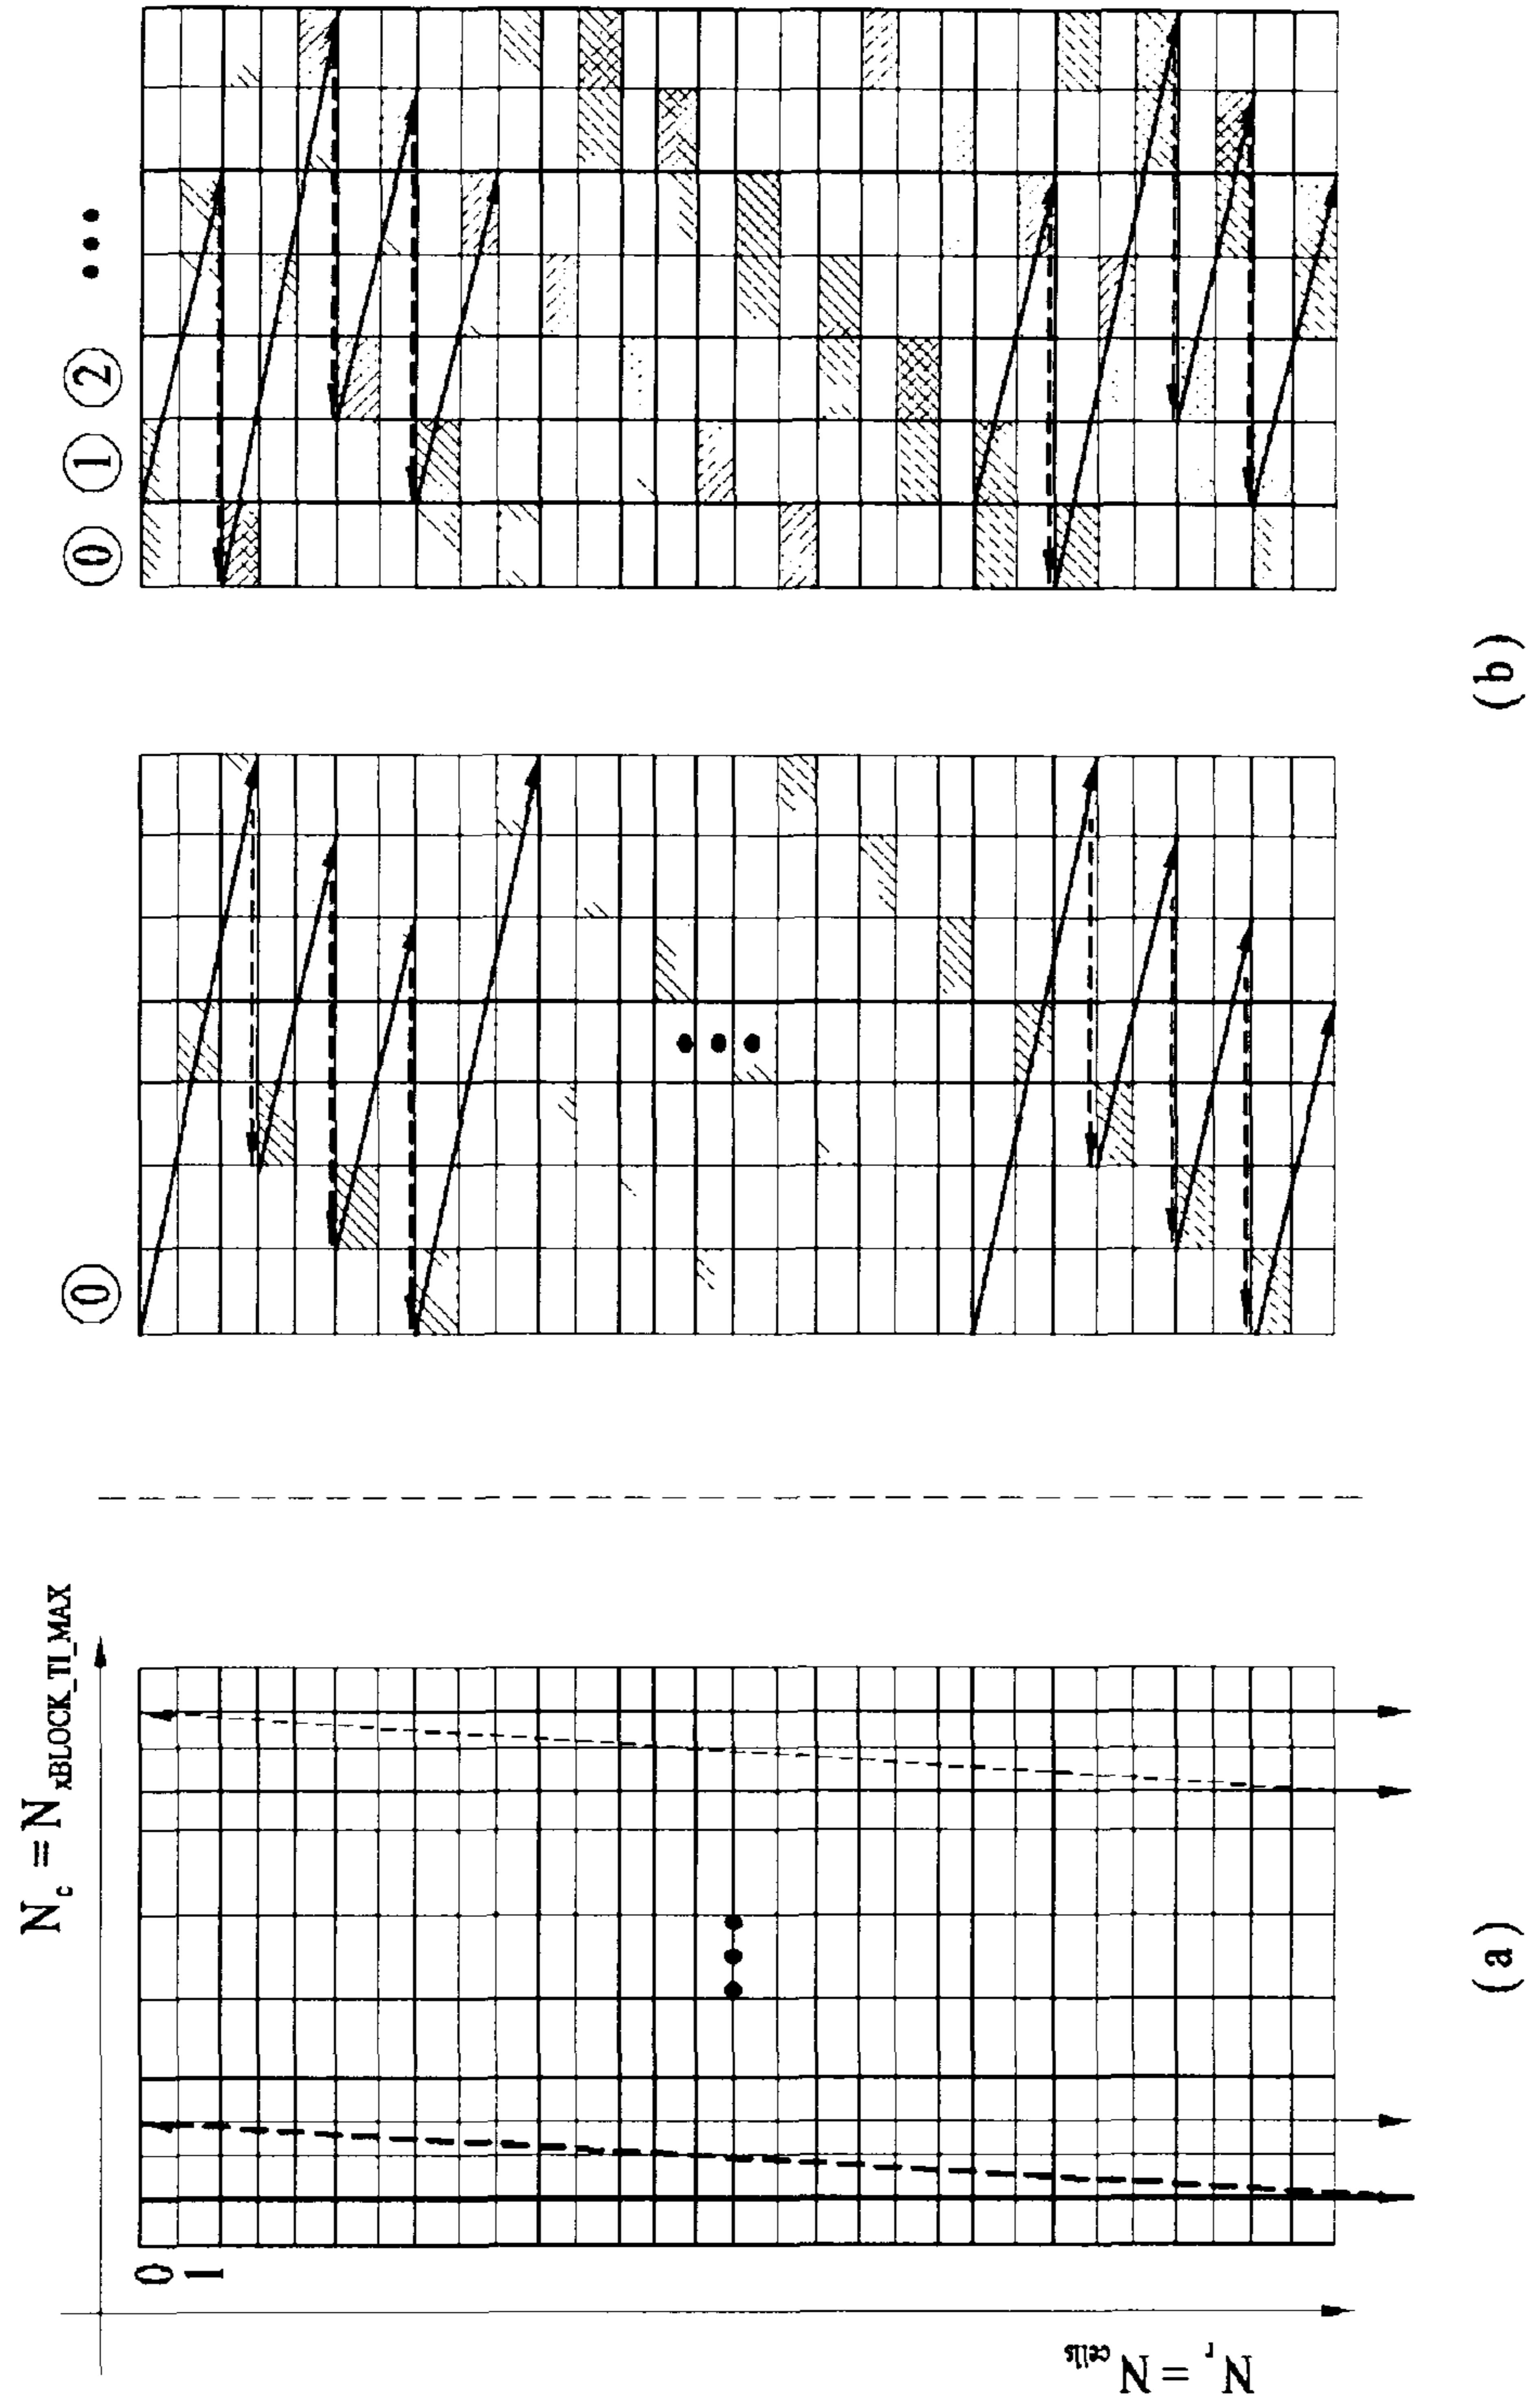 N_c = N_xBLOCK_TI_MAX
0
1
N_r = N_cells
(a)
0
0 1 2 •••
(b)